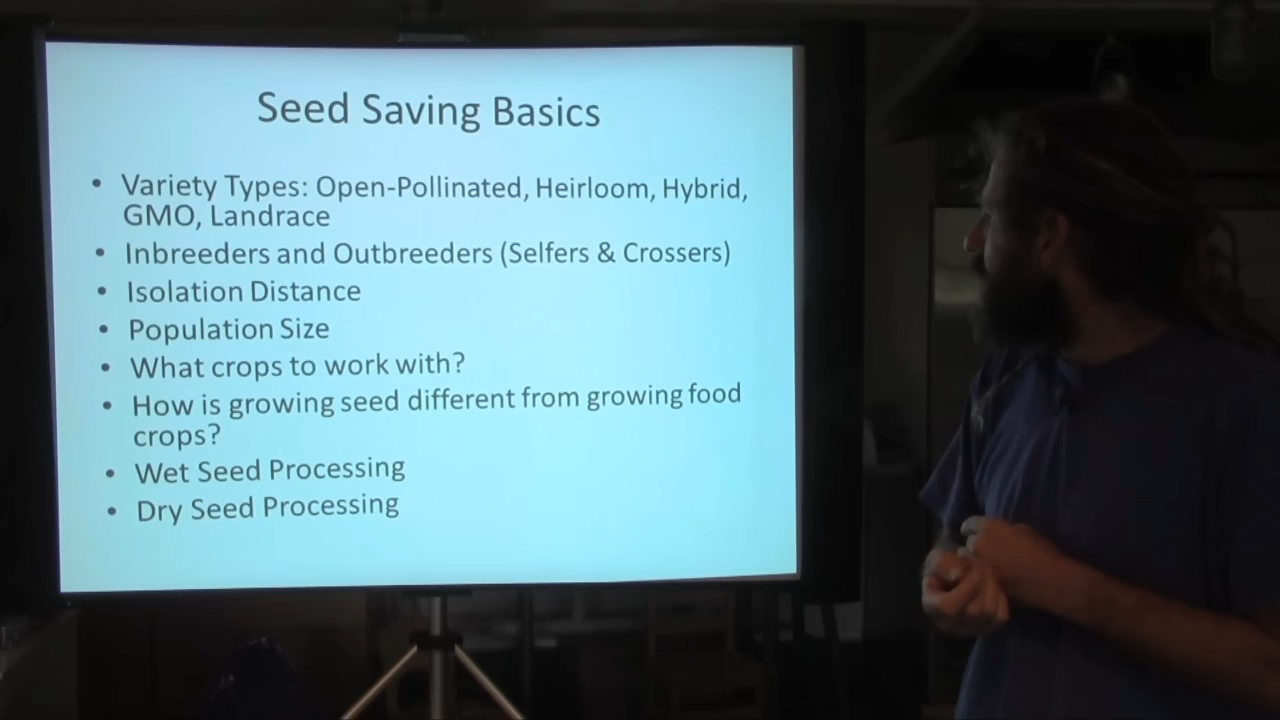 Seed Saving Basics
• Variety Types: Open-Pollinated, Heirloom, Hybrid,
GMO, Landrace
• Inbreeders and Outbreeders (Selfers & Crossers)
• Isolation Distance
• Population Size
• What crops to work with?
• How is growing seed different from growing food
crops?
• Wet Seed Processing
• Dry Seed Processing